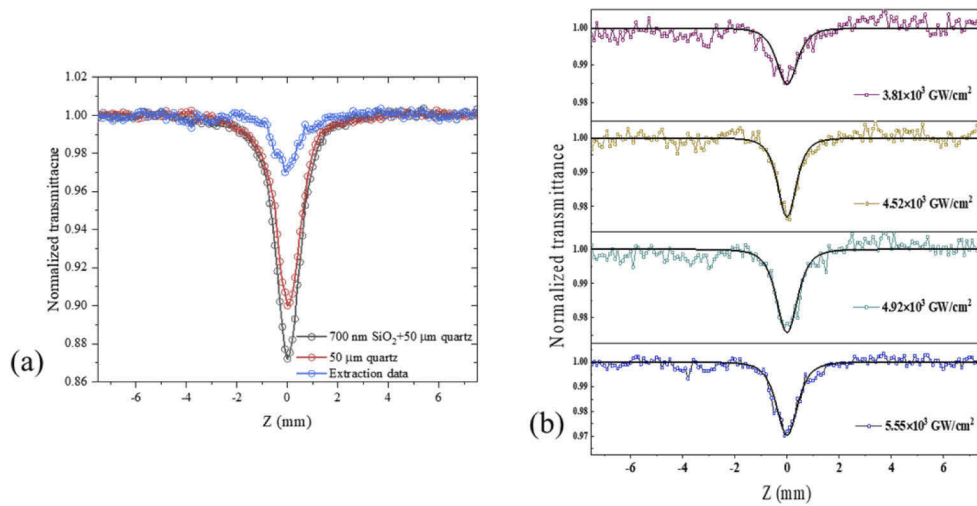 (a)
Nomnalized transmittacne
1.02
1.00
0.98
0.96
0.94
0.92
0.90
0.88
0.86
700 nm SiO₂+50 μm quartz
50 μm quartz
Extraction data
-6 -4 -2 0 2 4 6
Z (mm)
(b)
Normalized transmittance
1.00
0.99
0.98
3.81×10³ GW/cm²
1.00
0.99
0.98
4.52×10³ GW/cm²
1.00
0.99
0.98
4.92×10³ GW/cm²
1.00
0.99
0.97
5.55×10³ GW/cm²
-6 -4 -2 0 2 4 6
Z (mm)